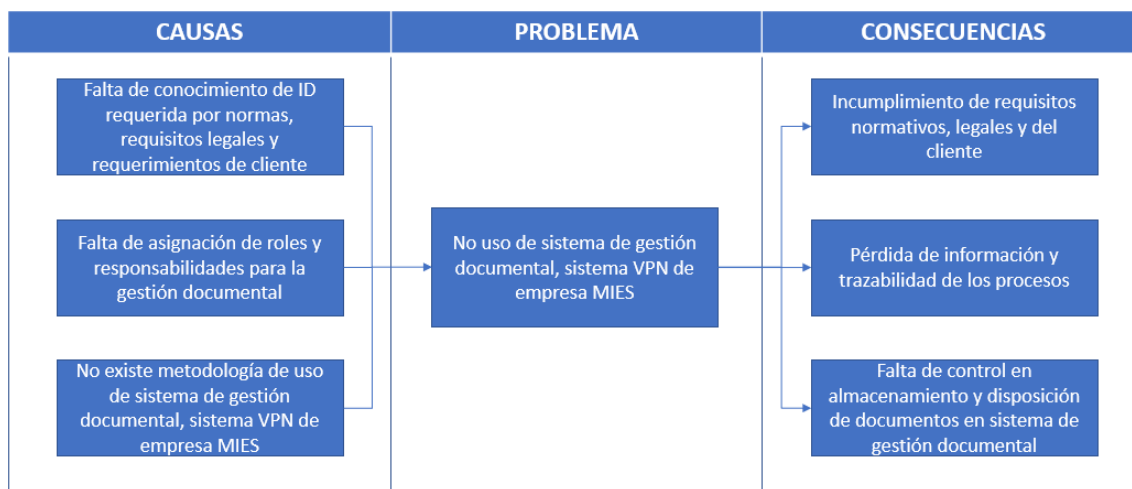 CAUSAS
PROBLEMA
CONSECUENCIAS
Falta de conocimiento de ID
requerida por normas,
requisitos legales y
requerimientos de cliente
Falta de asignación de roles y
responsabilidades para la
gestión documental
No existe metodología de uso
de sistema de gestión
documental, sistema VPN de
empresa MIES
No uso de sistema de gestión
documental, sistema VPN de
empresa MIES
Incumplimiento de requisitos
normativos, legales y del
cliente
Pérdida de información y
trazabilidad de los procesos
Falta de control en
almacenamiento y disposición
de documentos en sistema de
gestión documental